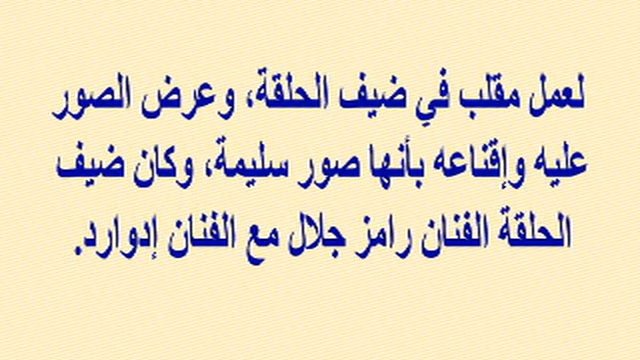 لعمل مقلب في ضيف الحلقة، وعرض الصور
عليه وإقناعه بأنها صور سليمة، وكان ضيف
الحلقة الفنان رامز جلال مع الفنان إدوارد.